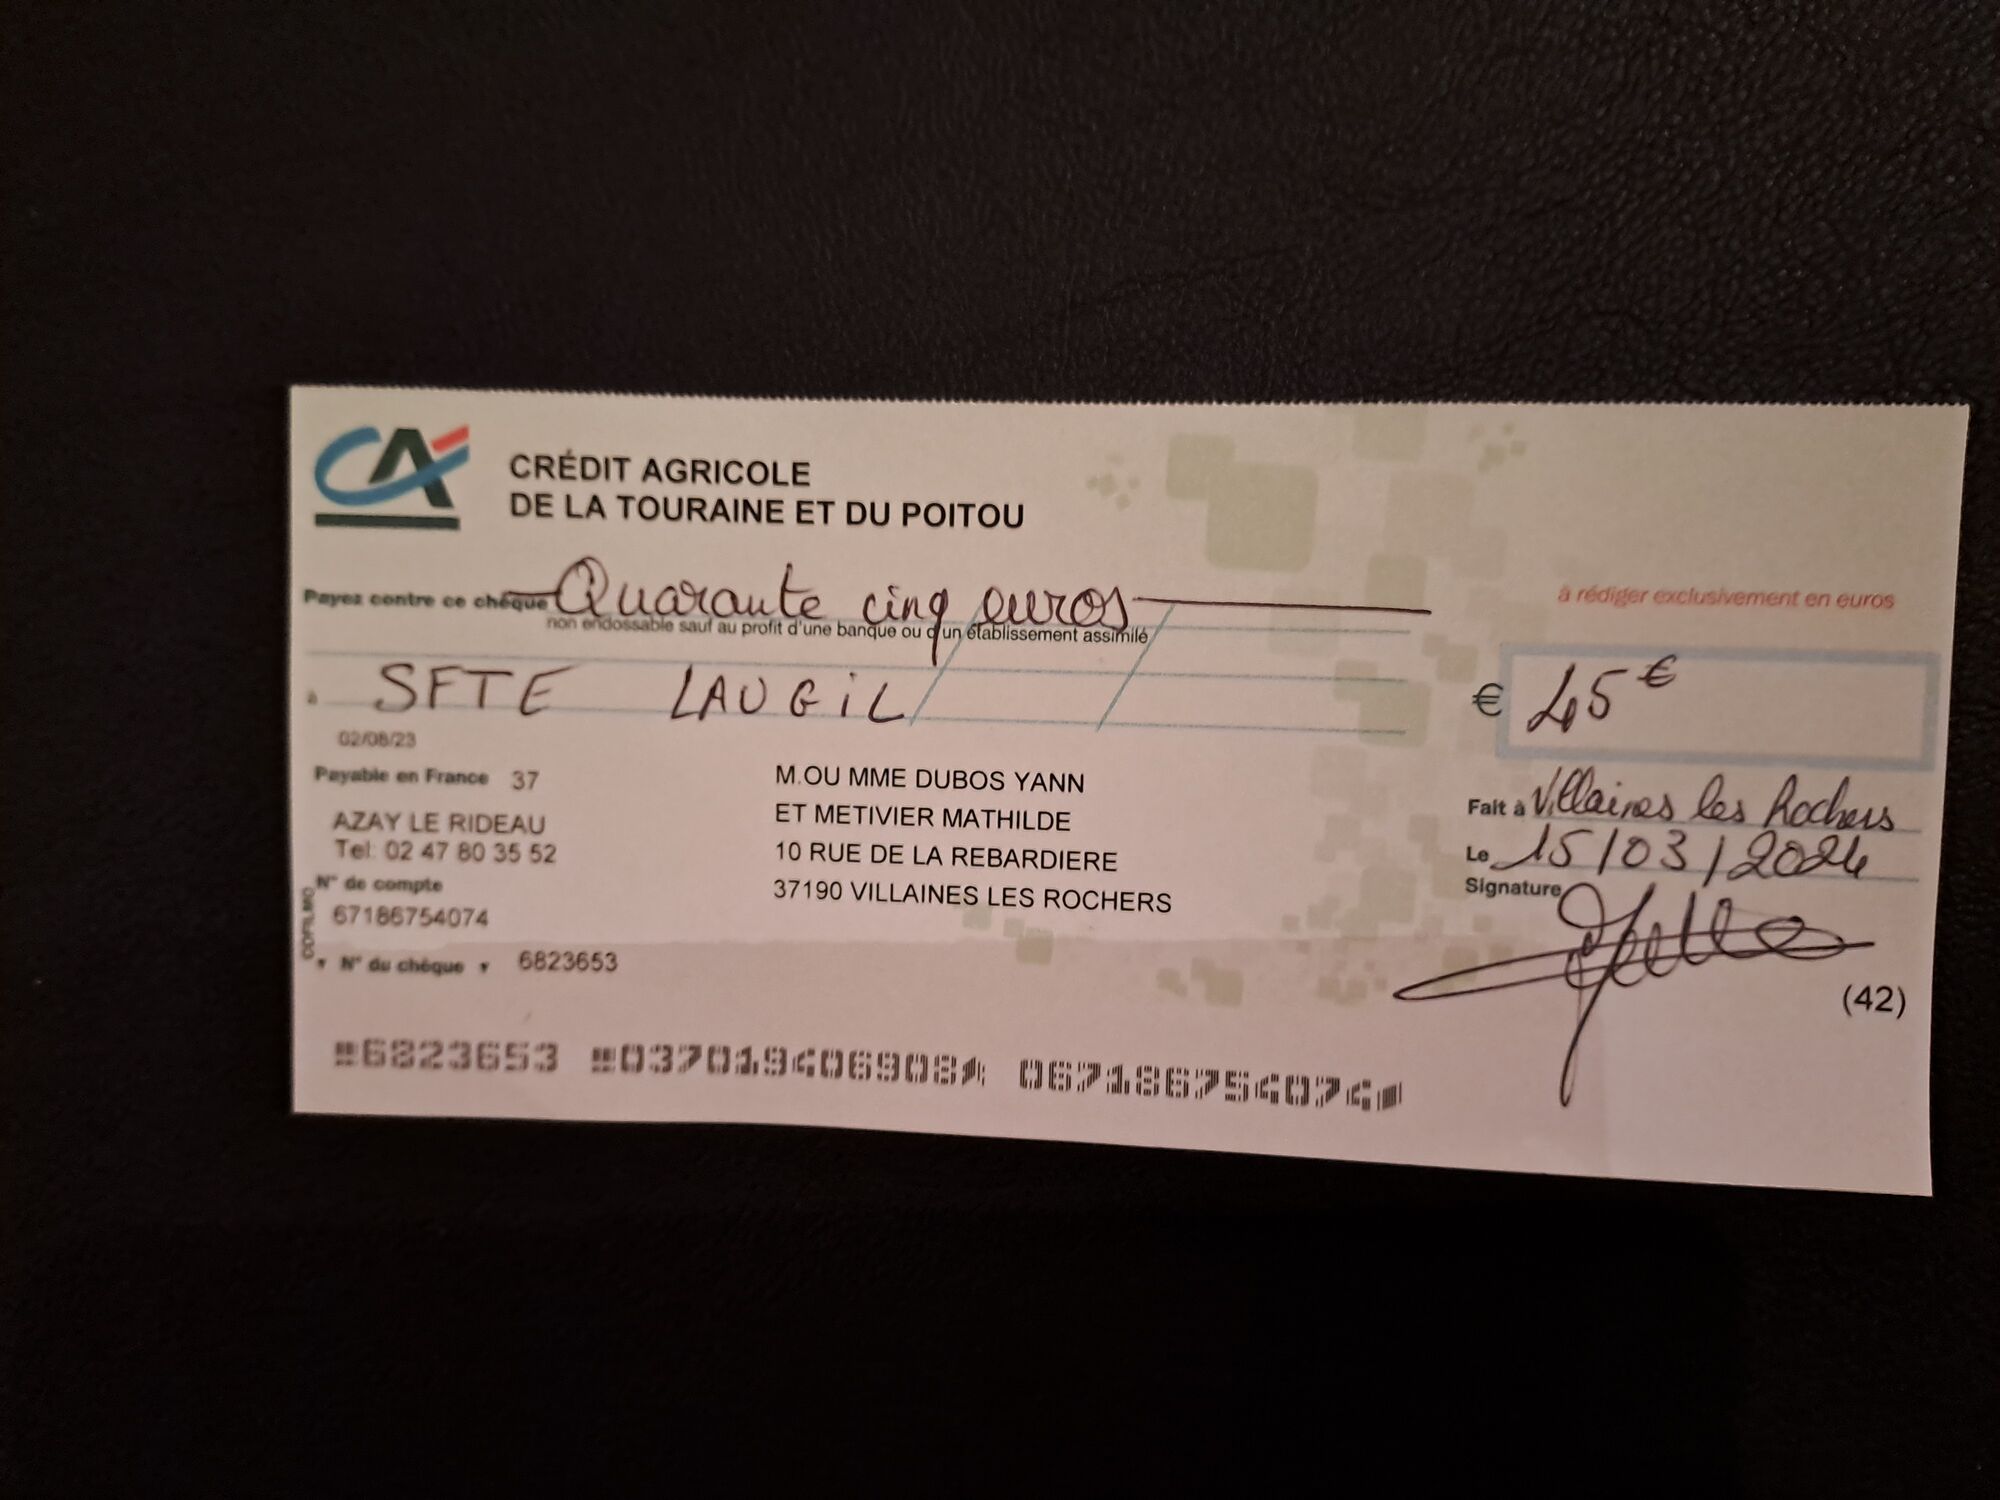 CA
CRÉDIT AGRICOLE
DE LA TOURAINE ET DU POITOU
Payez contre ce chèque Quarante cinq euros
non endossable sauf au profit d'une banque ou d'un établissement assimilé
à rédiger exclusivement en euros
à SFTE LAUGIL
€ 45 €
02/08/23
Payable en France 37
AZAY LE RIDEAU
Tel: 02 47 80 35 52
N° de compte
67186754074
N° du chèque 6823653
M.OU MME DUBOS YANN
ET METIVIER MATHILDE
10 RUE DE LA REBARDIERE
37190 VILLAINES LES ROCHERS
Fait à Villaines les Rochers
Le 15/03/2024
Signature
(42)
6823653 037019406908 067186754074